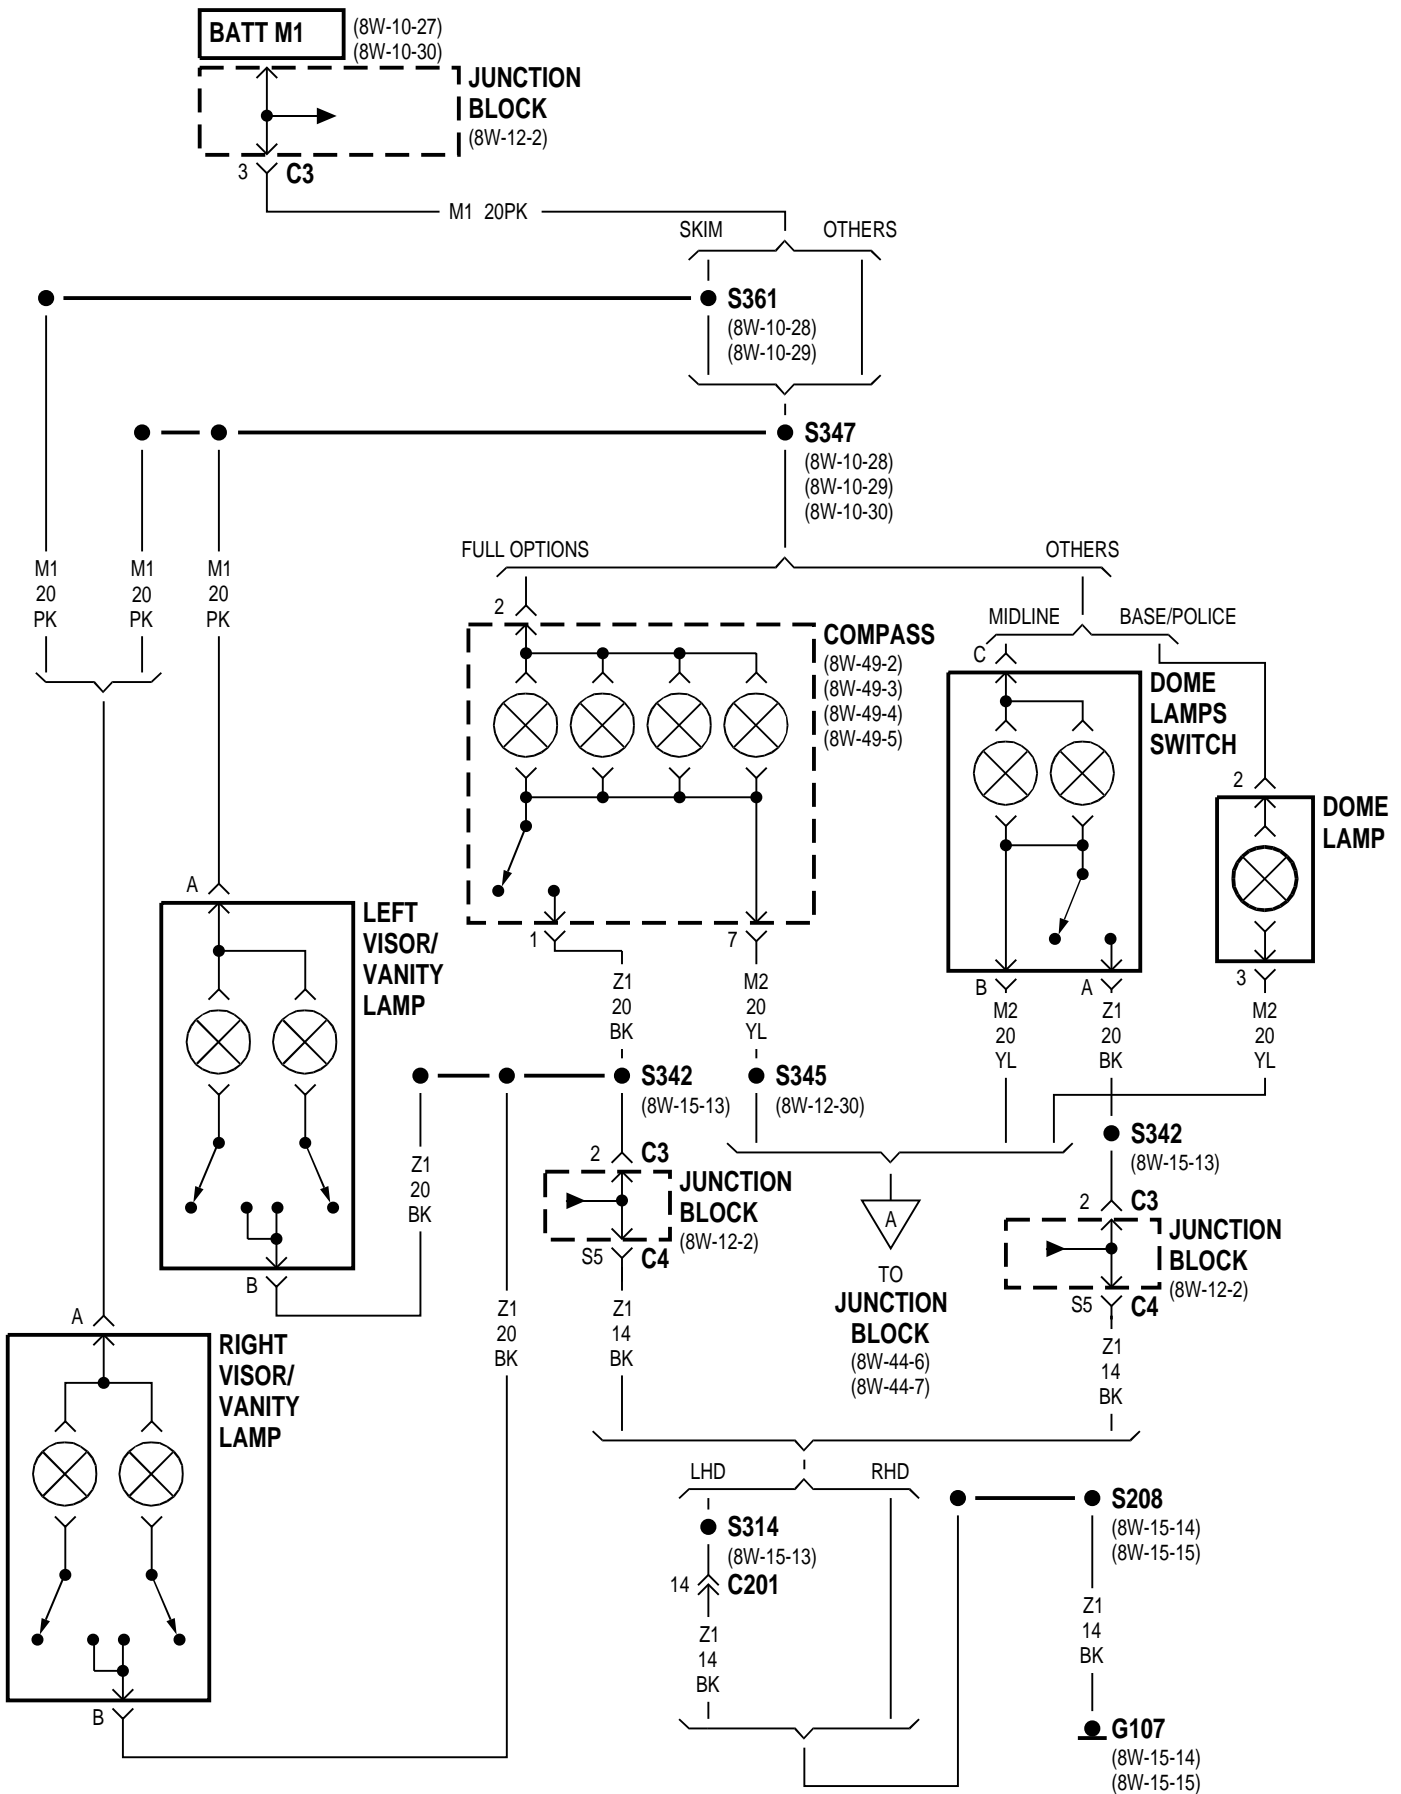 BATT M1
(8W-10-27)
(8W-10-30)
JUNCTION
BLOCK
(8W-12-2)
3
C3
M1 20PK
SKIM
OTHERS
S361
(8W-10-28)
(8W-10-29)
S347
(8W-10-28)
(8W-10-29)
(8W-10-30)
FULL OPTIONS
OTHERS
M1
20
PK
M1
20
PK
M1
20
PK
MIDLINE
BASE/POLICE
2
COMPASS
(8W-49-2)
(8W-49-3)
(8W-49-4)
(8W-49-5)
C
DOME
LAMPS
SWITCH
2
DOME
LAMP
A
LEFT
VISOR/
VANITY
LAMP
1
7
B
A
3
Z1
20
BK
M2
20
YL
M2
20
YL
Z1
20
BK
M2
20
YL
S342
(8W-15-13)
S345
(8W-12-30)
S342
(8W-15-13)
Z1
20
BK
2
C3
JUNCTION
BLOCK
(8W-12-2)
S5
C4
A
TO
JUNCTION
BLOCK
(8W-44-6)
(8W-44-7)
2
C3
JUNCTION
BLOCK
(8W-12-2)
S5
C4
B
Z1
20
BK
Z1
14
BK
Z1
14
BK
A
RIGHT
VISOR/
VANITY
LAMP
LHD
RHD
S314
(8W-15-13)
14
C201
Z1
14
BK
S208
(8W-15-14)
(8W-15-15)
Z1
14
BK
B
G107
(8W-15-14)
(8W-15-15)